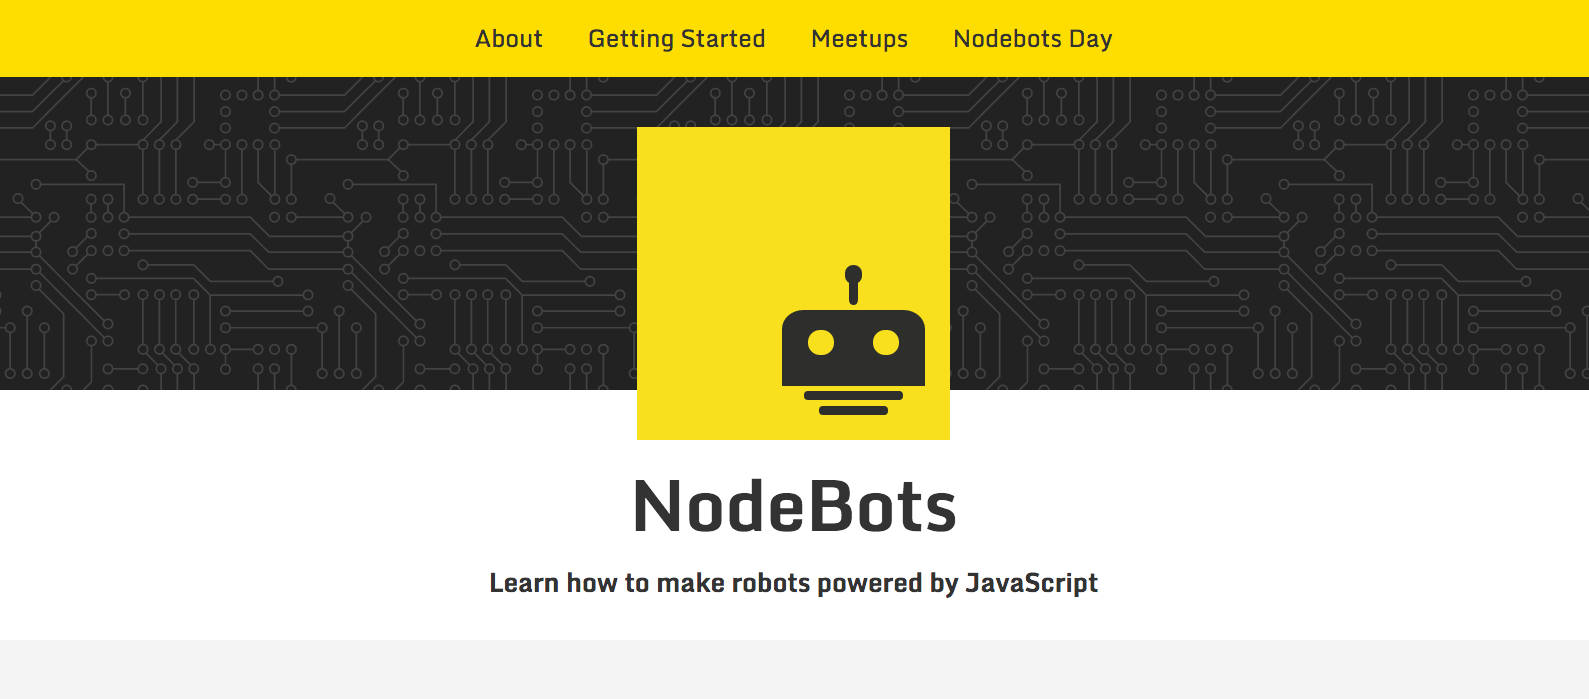 About Getting Started Meetups Nodebots Day
NodeBots
Learn how to make robots powered by JavaScript